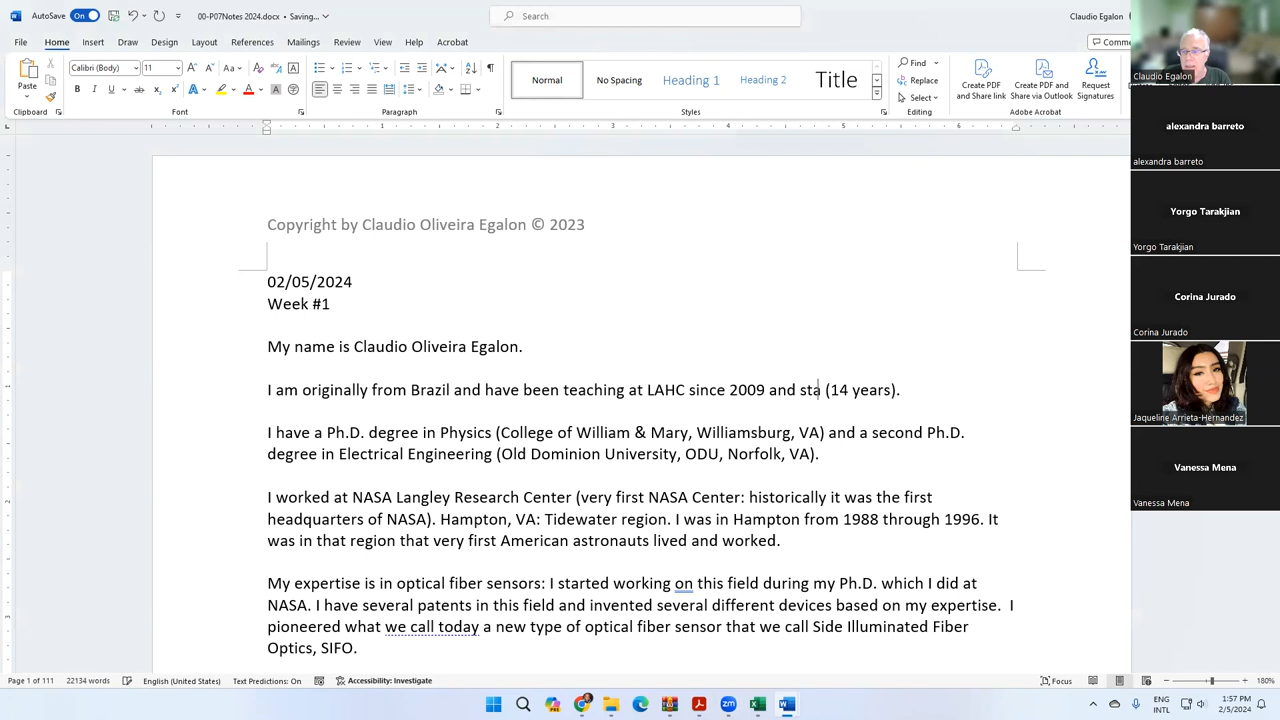 AutoSave
On
00-P07Notes 2024.docx • Saving...
Search
Claudio Egalon
File
Home
Insert
Draw
Design
Layout
References
Mailings
Review
View
Help
Acrobat
Comme
Paste
Calibri (Body)
11
Normal
No Spacing
Heading 1
Heading 2
Title
Find
Replace
Select
Create PDF and Share link
Create PDF and Share via Outlook
Request Signatures
Clipboard
Font
Paragraph
Styles
Editing
Adobe Acrobat
1 2 3 4 5 6
Copyright by Claudio Oliveira Egalon © 2023
02/05/2024
Week #1
My name is Claudio Oliveira Egalon.
I am originally from Brazil and have been teaching at LAHC since 2009 and sta (14 years).
I have a Ph.D. degree in Physics (College of William & Mary, Williamsburg, VA) and a second Ph.D.
degree in Electrical Engineering (Old Dominion University, ODU, Norfolk, VA).
I worked at NASA Langley Research Center (very first NASA Center: historically it was the first
headquarters of NASA). Hampton, VA: Tidewater region. I was in Hampton from 1988 through 1996. It
was in that region that very first American astronauts lived and worked.
My expertise is in optical fiber sensors: I started working on this field during my Ph.D. which I did at
NASA. I have several patents in this field and invented several different devices based on my expertise. I
pioneered what we call today a new type of optical fiber sensor that we call Side Illuminated Fiber
Optics, SIFO.
Claudio Egalon
alexandra barreto
alexandra barreto
Yorgo Tarakjian
Yorgo Tarakjian
Corina Jurado
Corina Jurado
Jaqueline Arrieta-Hernandez
Vanessa Mena
Vanessa Mena
Page 1 of 111
22134 words
English (United States)
Text Predictions: On
Accessibility: Investigate
Focus
180%
ENG
INTL
1:57 PM
2/5/2024